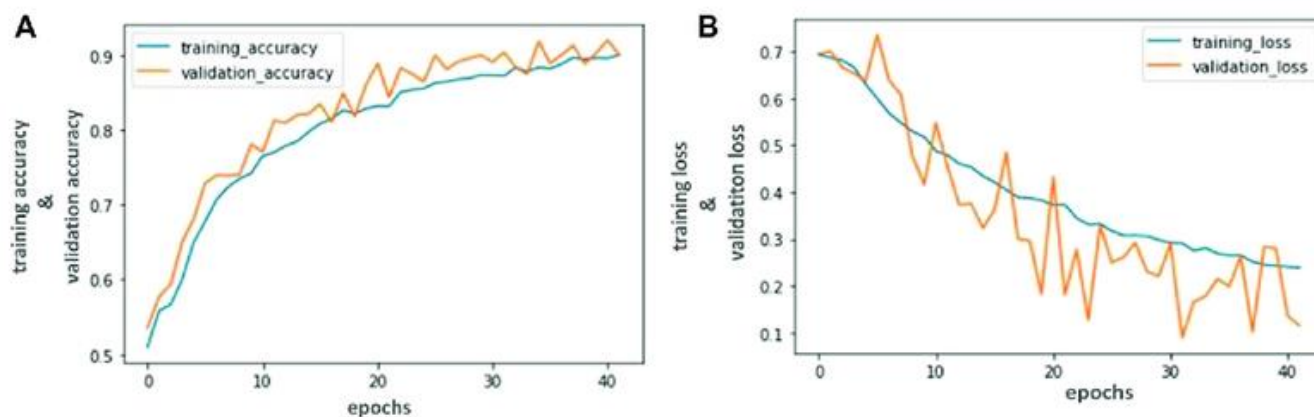 A
training_accuracy
validation_accuracy
0.9
0.8
0.7
0.6
0.5
training accuracy
&
validation accuracy
0 10 20 30 40
epochs
B
training_loss
validation_loss
0.7
0.6
0.5
0.4
0.3
0.2
0.1
training loss
&
validatiton loss
0 10 20 30 40
epochs